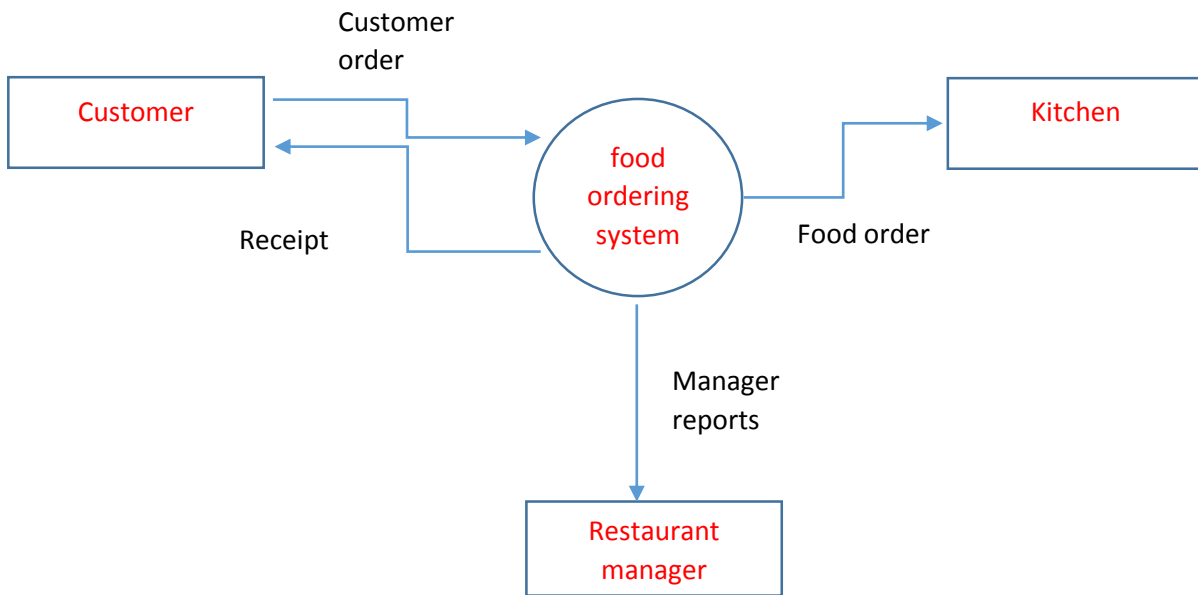 Customer
order
Customer
Kitchen
food
ordering
system
Receipt
Food order
Manager
reports
Restaurant
manager